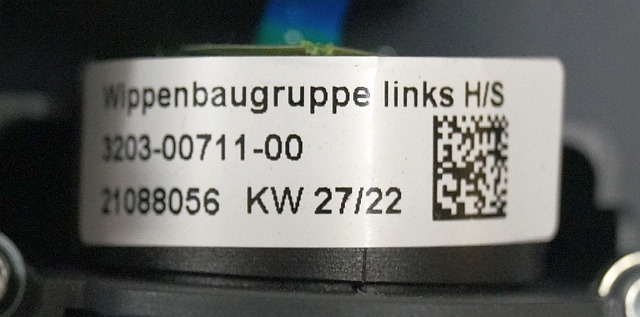 Wippenbaugruppe links H/S
3203-00711-00
21088056 KW 27/22